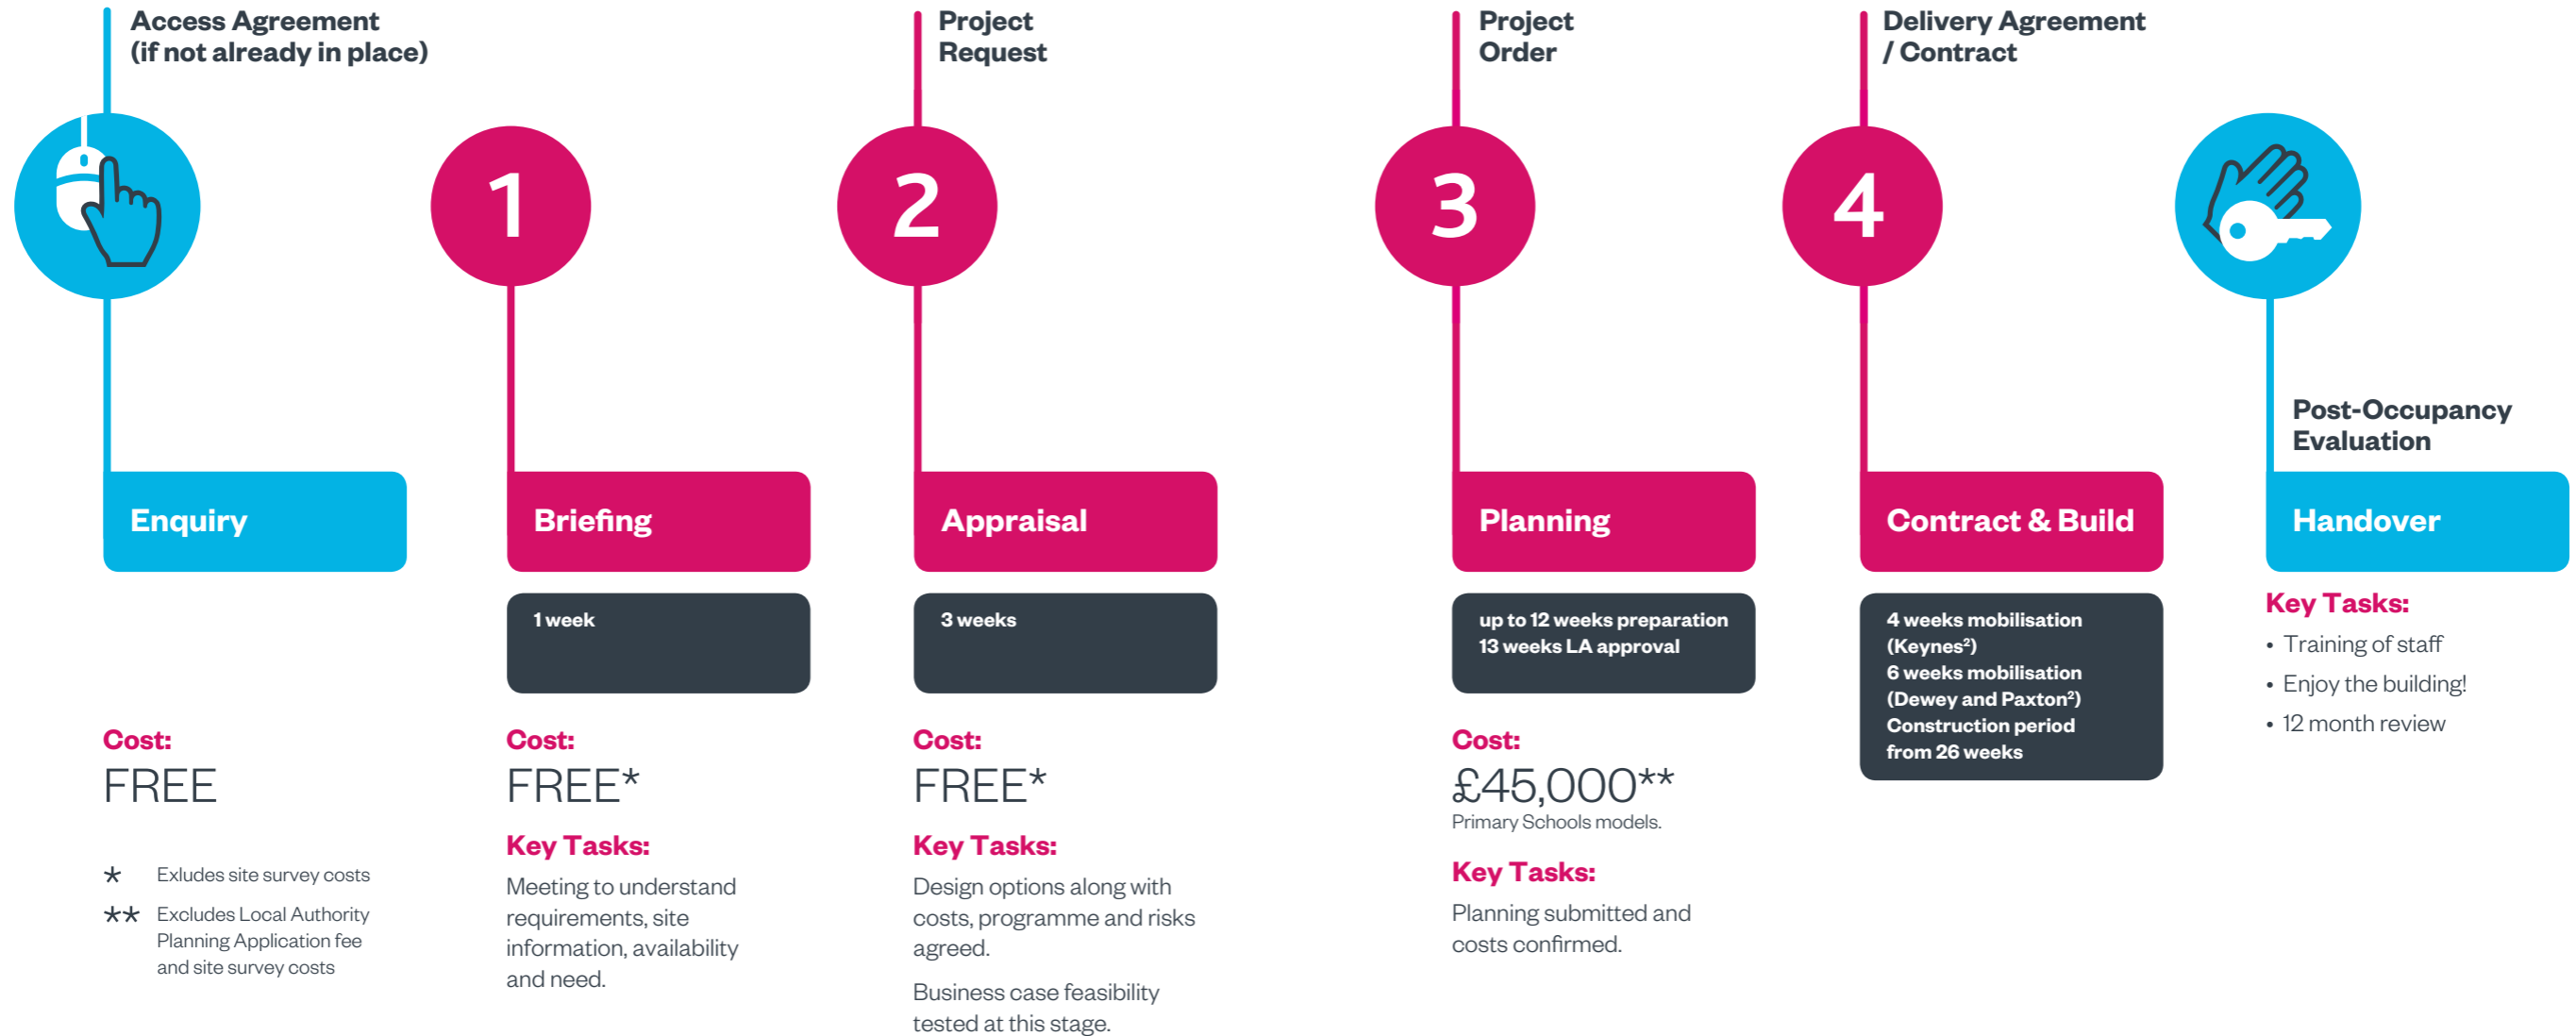 Access Agreement
(if not already in place)
Project
Request
Project
Order
Delivery Agreement
/ Contract
1
2
3
4
Post-Occupancy
Evaluation
Enquiry
Briefing
Appraisal
Planning
Contract & Build
Handover
1 week
3 weeks
up to 12 weeks preparation
13 weeks LA approval
4 weeks mobilisation
(Keynes²)
6 weeks mobilisation
(Dewey and Paxton²)
Construction period
from 26 weeks
Key Tasks:
• Training of staff
• Enjoy the building!
• 12 month review
Cost:
FREE
* Exludes site survey costs
** Excludes Local Authority
Planning Application fee
and site survey costs
Cost:
FREE*
Key Tasks:
Meeting to understand
requirements, site
information, availability
and need.
Cost:
FREE*
Key Tasks:
Design options along with
costs, programme and risks
agreed.
Business case feasibility
tested at this stage.
Cost:
£45,000**
Primary Schools models.
Key Tasks:
Planning submitted and
costs confirmed.